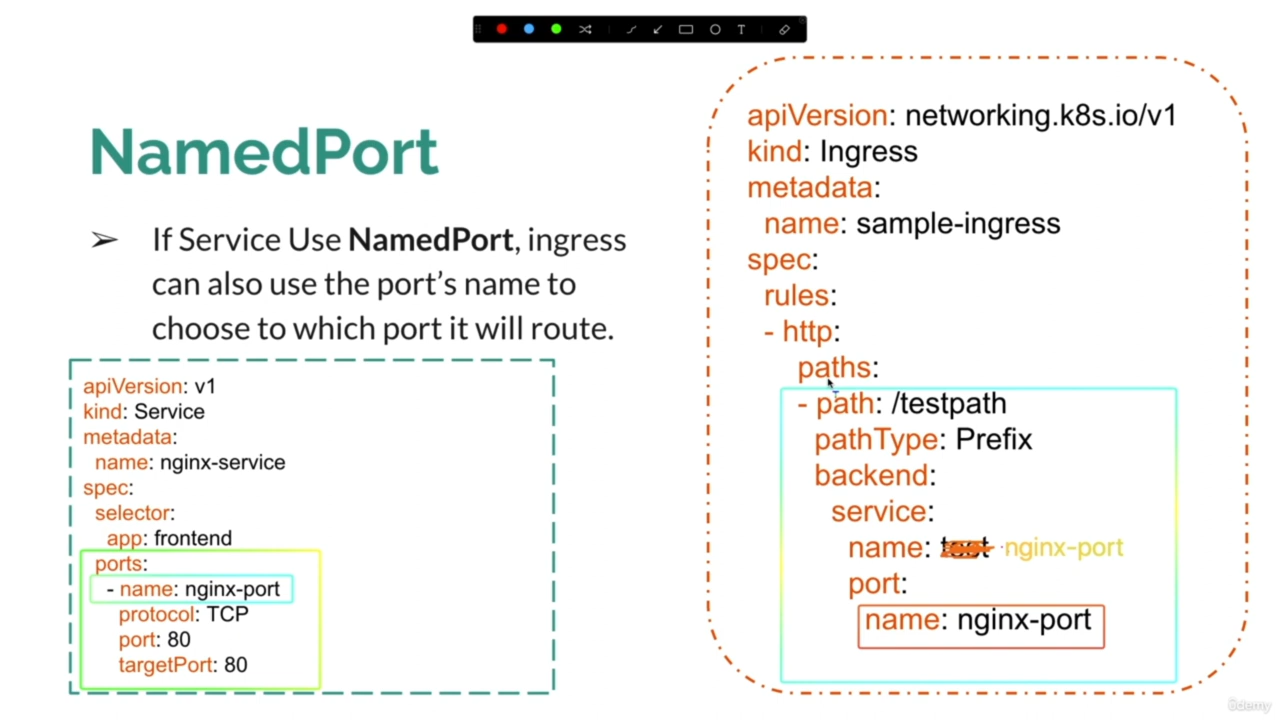 NamedPort
➢ If Service Use NamedPort, ingress
can also use the port's name to
choose to which port it will route.
apiVersion: v1
kind: Service
metadata:
name: nginx-service
spec:
selector:
app: frontend
ports:
- name: nginx-port
protocol: TCP
port: 80
targetPort: 80
apiVersion: networking.k8s.io/v1
kind: Ingress
metadata:
name: sample-ingress
spec:
rules:
- http:
paths:
- path: /testpath
pathType: Prefix
backend:
service:
name: test nginx-port
port:
name: nginx-port
ûdemy